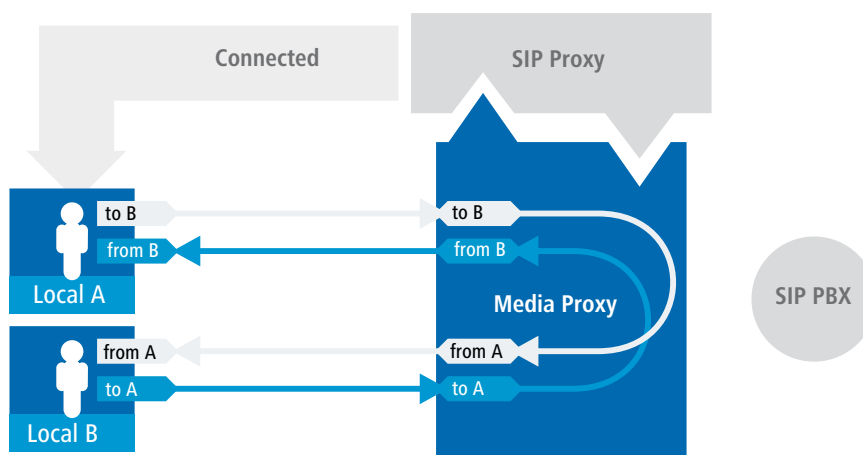 Connected
SIP Proxy
to B
to B
from B
from B
Local A
Media Proxy
SIP PBX
from A
from A
to A
to A
Local B